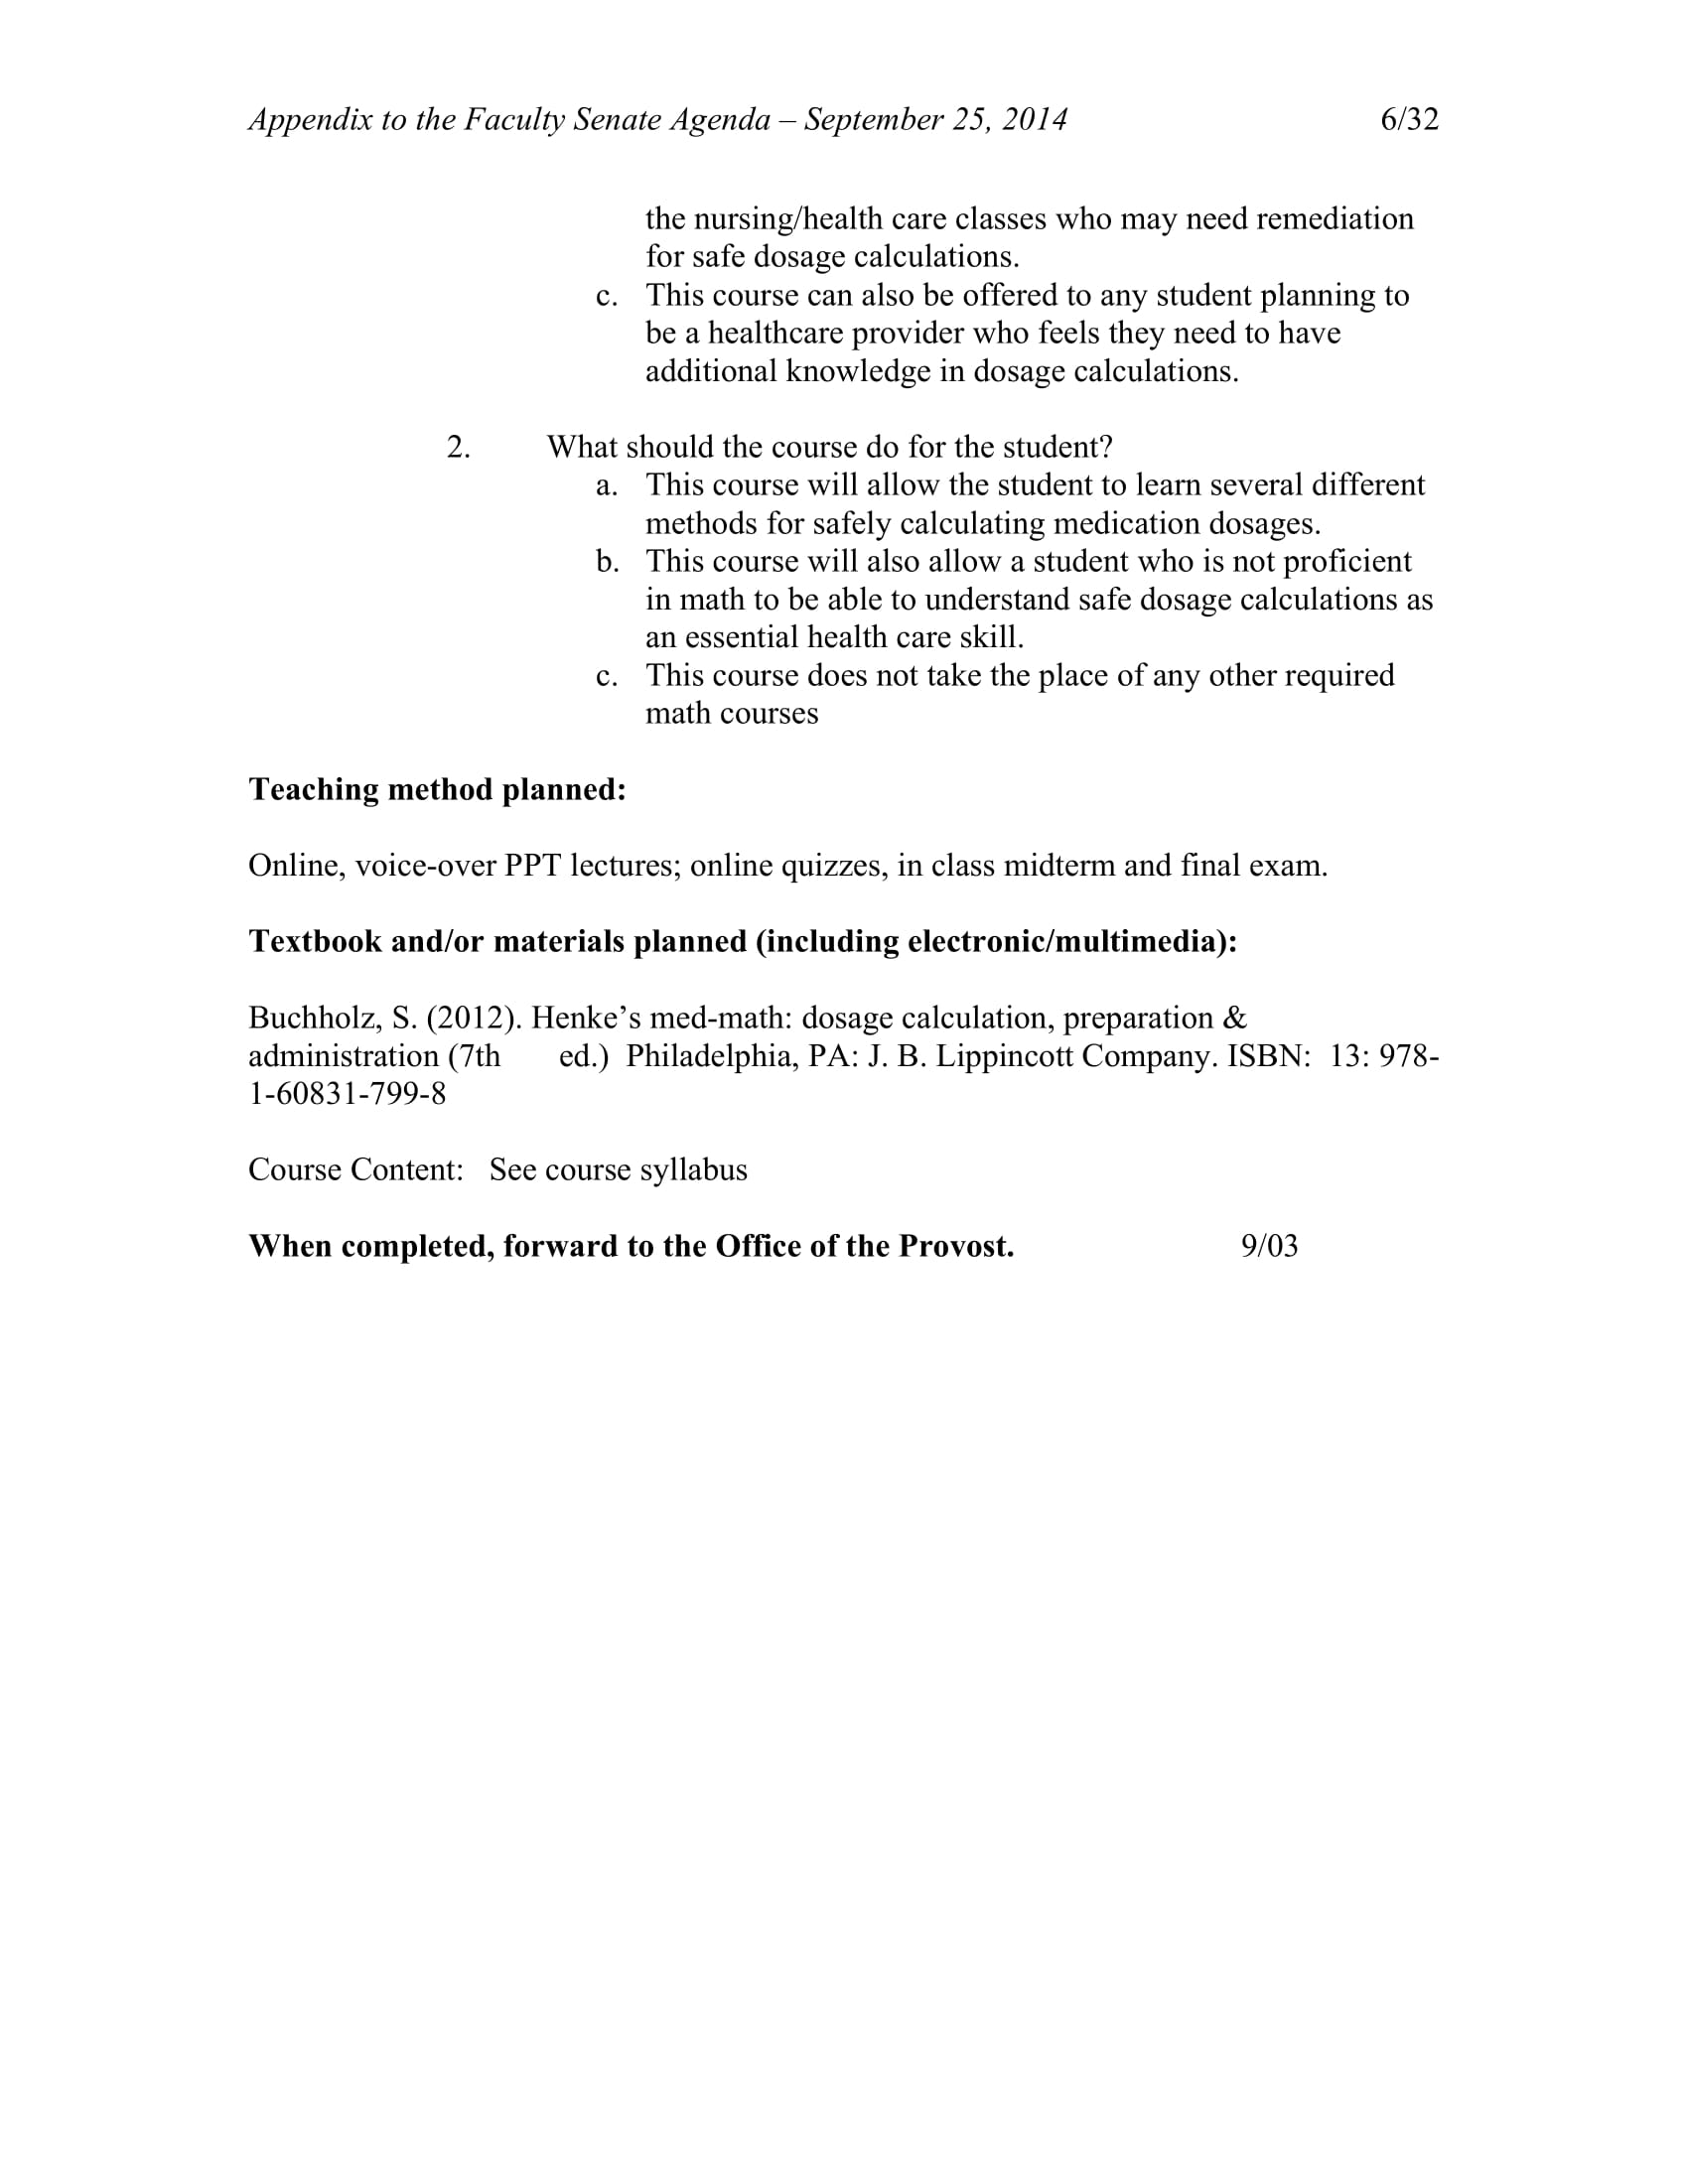 Appendix to the Faculty Senate Agenda – September 25, 2014 6/32
the nursing/health care classes who may need remediation
for safe dosage calculations.
c. This course can also be offered to any student planning to
be a healthcare provider who feels they need to have
additional knowledge in dosage calculations.
2. What should the course do for the student?
a. This course will allow the student to learn several different
methods for safely calculating medication dosages.
b. This course will also allow a student who is not proficient
in math to be able to understand safe dosage calculations as
an essential health care skill.
c. This course does not take the place of any other required
math courses
Teaching method planned:
Online, voice-over PPT lectures; online quizzes, in class midterm and final exam.
Textbook and/or materials planned (including electronic/multimedia):
Buchholz, S. (2012). Henke’s med-math: dosage calculation, preparation &
administration (7th ed.) Philadelphia, PA: J. B. Lippincott Company. ISBN: 13: 978-
1-60831-799-8
Course Content: See course syllabus
When completed, forward to the Office of the Provost. 9/03